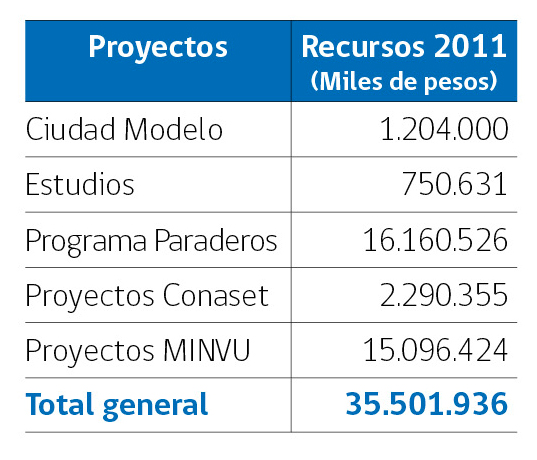 Proyectos Recursos 2011
(Miles de pesos)
Ciudad Modelo 1.204.000
Estudios 750.631
Programa Paraderos 16.160.526
Proyectos Conaset 2.290.355
Proyectos MINVU 15.096.424
Total general 35.501.936